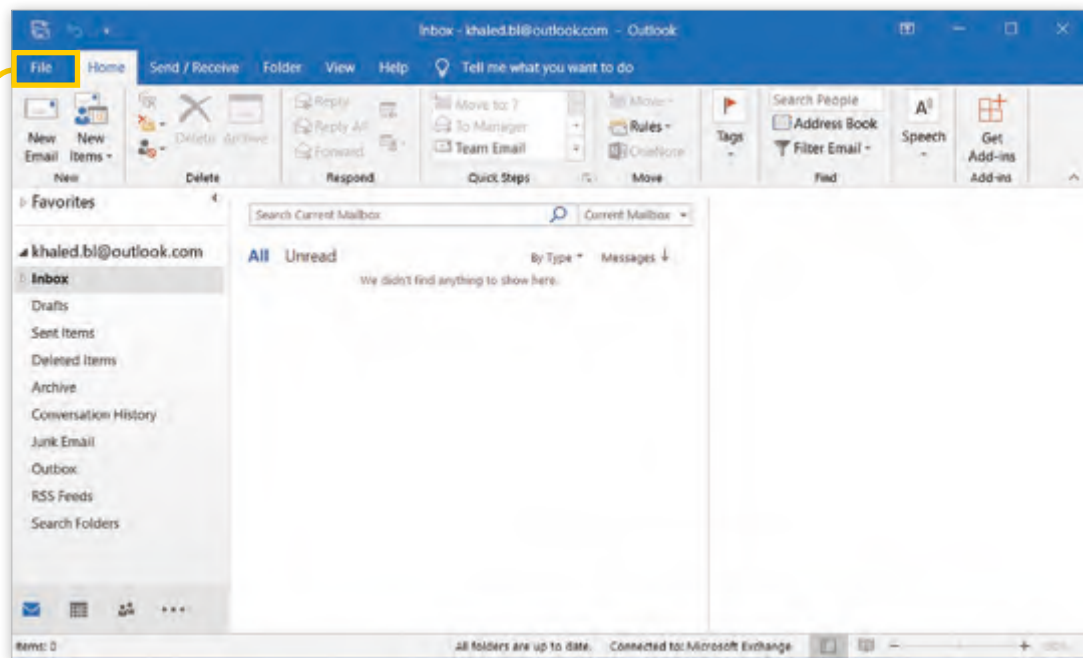 Inbox - khaled.bl@outlook.com - Outlook
File Home Send / Receive Folder View Help Tell me what you want to do
New Email
New Items
Delete Archive
Delete
Reply
Reply All
Forward
Respond
Move to: ?
To Manager
Team Email
Quick Steps
Move
Rules
OneNote
Move
Tags
Search People
Address Book
Filter Email
Find
Speech
Get Add-ins
Add-ins
Favorites
khaled.bl@outlook.com
Inbox
Drafts
Sent Items
Deleted Items
Archive
Conversation History
Junk Email
Outbox
RSS Feeds
Search Folders
Search Current Mailbox Current Mailbox
All Unread By Type Messages
We didn't find anything to show here.
Items: 0 All folders are up to date. Connected to: Microsoft Exchange